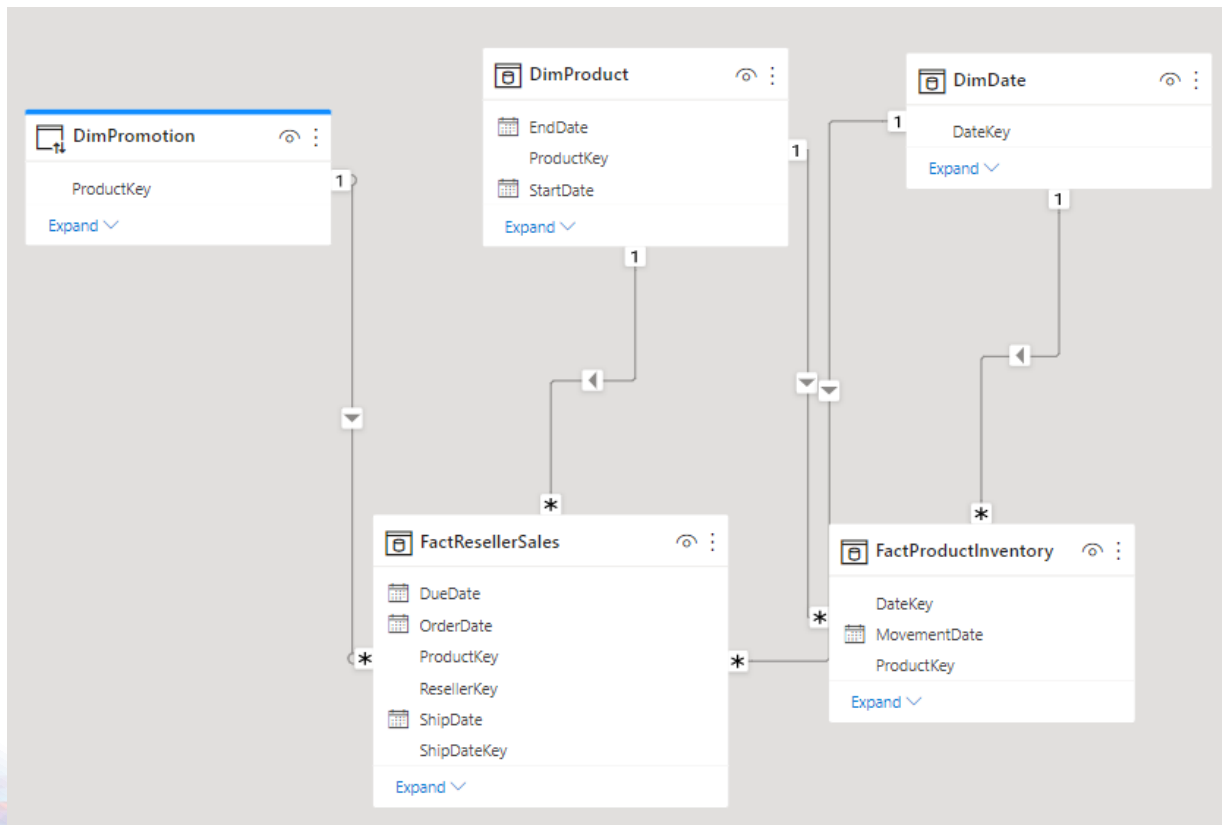 DimPromotion
ProductKey
Expand
1
DimProduct
EndDate
ProductKey
StartDate
Expand
1
1
DimDate
DateKey
Expand
1
1
*
*
*
*
FactResellerSales
DueDate
OrderDate
ProductKey
ResellerKey
ShipDate
ShipDateKey
Expand
FactProductInventory
DateKey
MovementDate
ProductKey
Expand